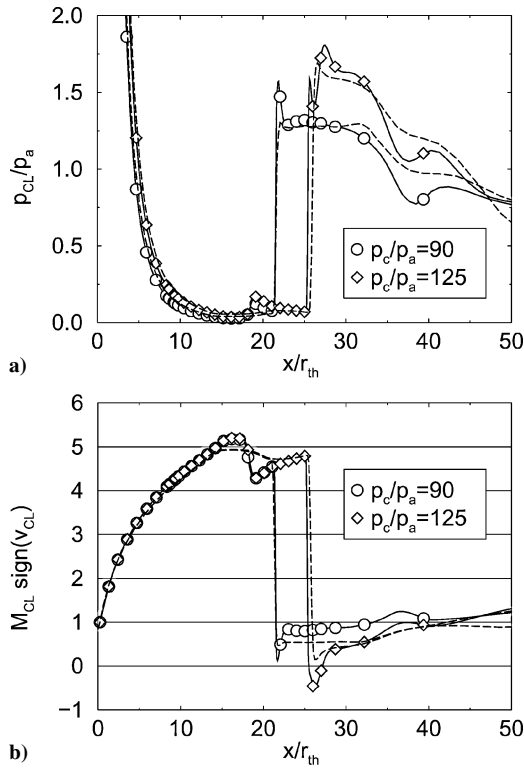 2.0
1.5
1.0
0.5
0.0
p_CL/p_a
p_c/p_a=90
p_c/p_a=125
0 10 20 30 40 50
x/r_th
a)
6
5
4
3
2
1
0
−1
M_CL sign(v_CL)
p_c/p_a=90
p_c/p_a=125
0 10 20 30 40 50
x/r_th
b)